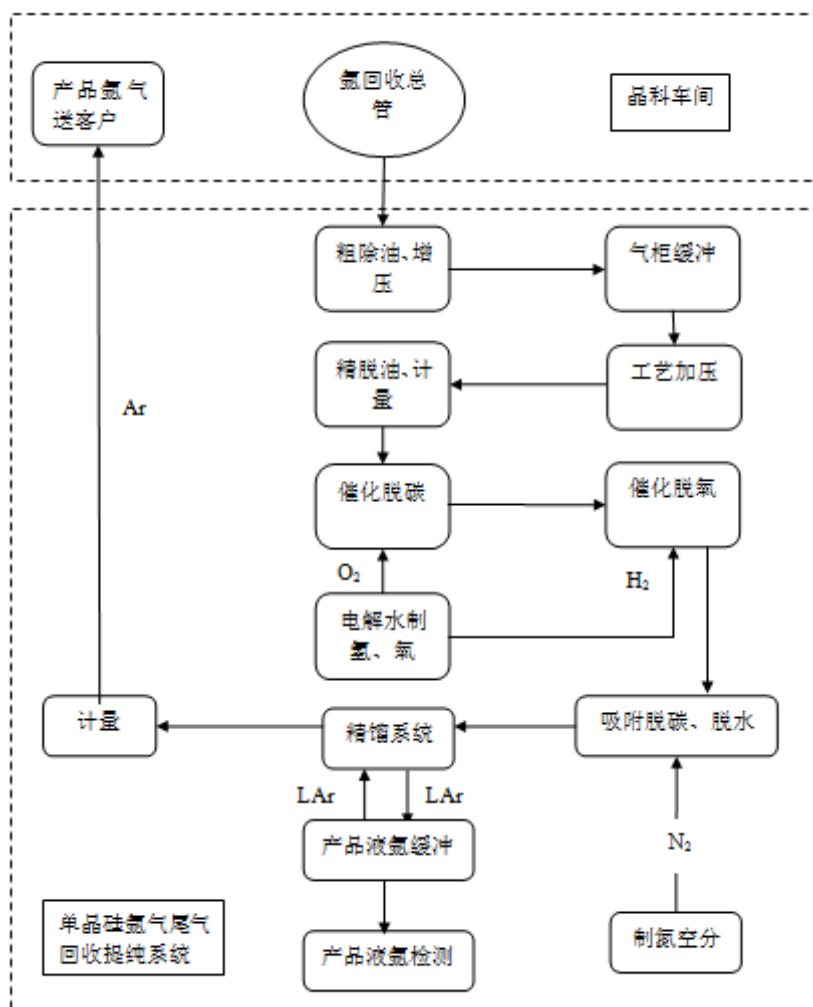 产品氩气
送客户
氩回收总
管
晶科车间
粗除油、增
压
气柜缓冲
精脱油、计
量
工艺加压
Ar
催化脱碳
催化脱氧
O₂
H₂
电解水制
氢、氧
计量
精馏系统
吸附脱碳、脱水
LAr
LAr
产品液氩缓冲
N₂
单晶硅氩气尾气
回收提纯系统
产品液氩检测
制氮空分